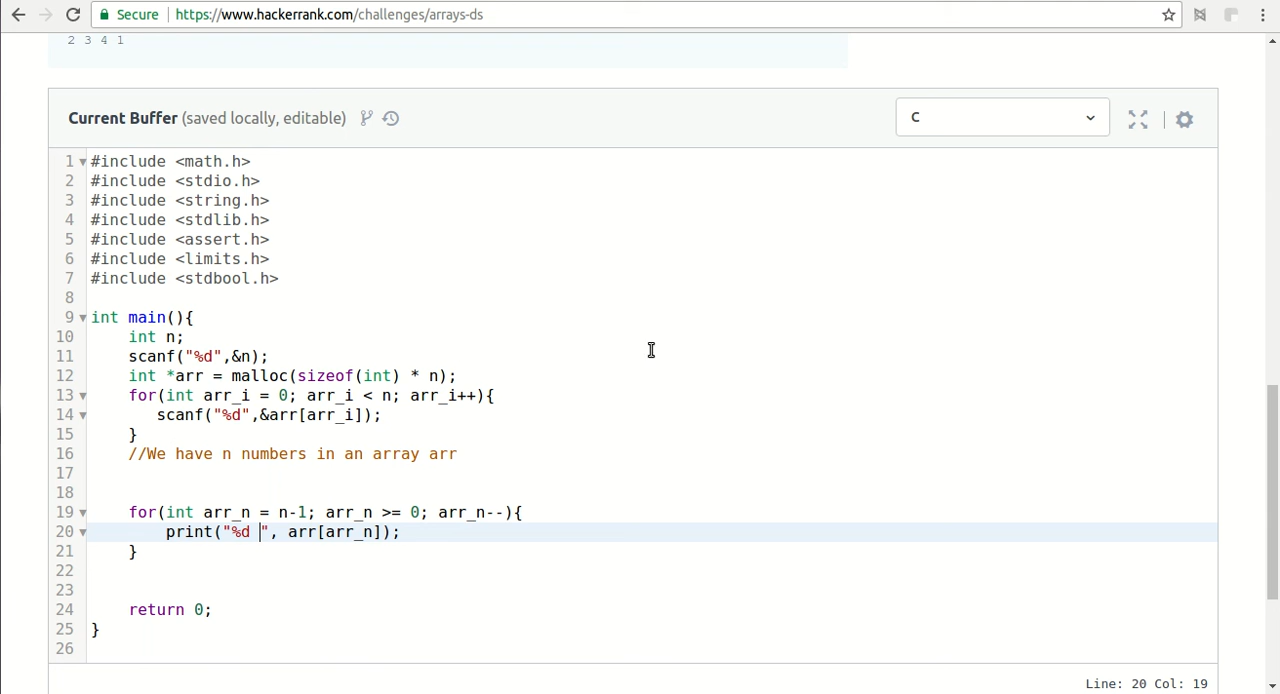 Secure https://www.hackerrank.com/challenges/arrays-ds
2 3 4 1
Current Buffer (saved locally, editable)
C
1 #include <math.h>
2 #include <stdio.h>
3 #include <string.h>
4 #include <stdlib.h>
5 #include <assert.h>
6 #include <limits.h>
7 #include <stdbool.h>
8
9 int main(){
10 int n;
11 scanf("%d",&n);
12 int *arr = malloc(sizeof(int) * n);
13 for(int arr_i = 0; arr_i < n; arr_i++){
14 scanf("%d",&arr[arr_i]);
15 }
16 //We have n numbers in an array arr
17
18
19 for(int arr_n = n-1; arr_n >= 0; arr_n--){
20 print("%d ", arr[arr_n]);
21 }
22
23
24 return 0;
25 }
26
Line: 20 Col: 19